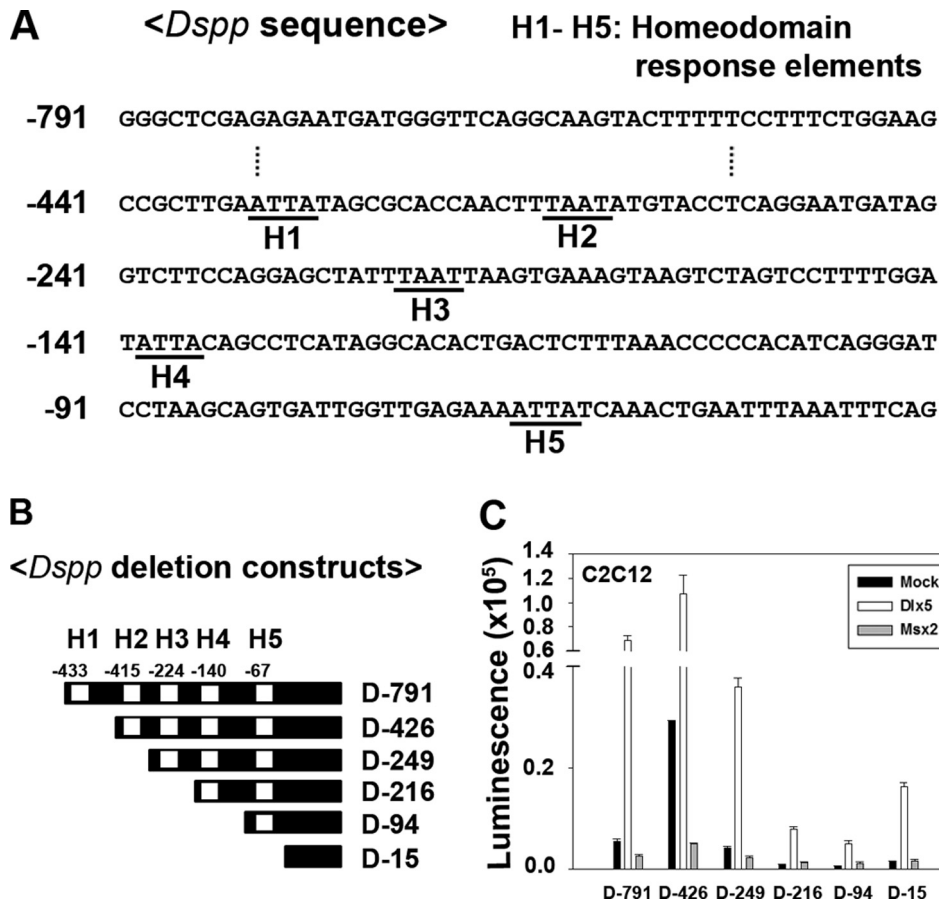 A
<Dspp sequence>
H1- H5: Homeodomain
response elements
-791 GGGCTCGAGAGAATGATGGGTTCAGGCAAGTACTTTTTCCTTTCTGGAAG
-441 CCGCTTGAATTATAGCGCACCAACTTTAATATGTACCTCAGGAATGATAG
H1 H2
-241 GTCTTCCAGGAGCTATTTAATTAAGTGAAAGTAAGTCTAGTCCTTTTGGA
H3
-141 TATTACAGCCTCATAGGCACACTGACTCTTTAAACCCCCACATCAGGGAT
H4
-91 CCTAAGCAGTGATTGGTTGAGAAAATTATCAAACTGAATTTAAATTTCAG
H5
B
<Dspp deletion constructs>
H1 H2 H3 H4 H5
-433 -415 -224 -140 -67
D-791
D-426
D-249
D-216
D-94
D-15
C
Luminescence (x10⁵)
1.4
1.2
1.0
0.8
0.6
0.4
0.2
0.0
C2C12
Mock
Dlx5
Msx2
D-791 D-426 D-249 D-216 D-94 D-15